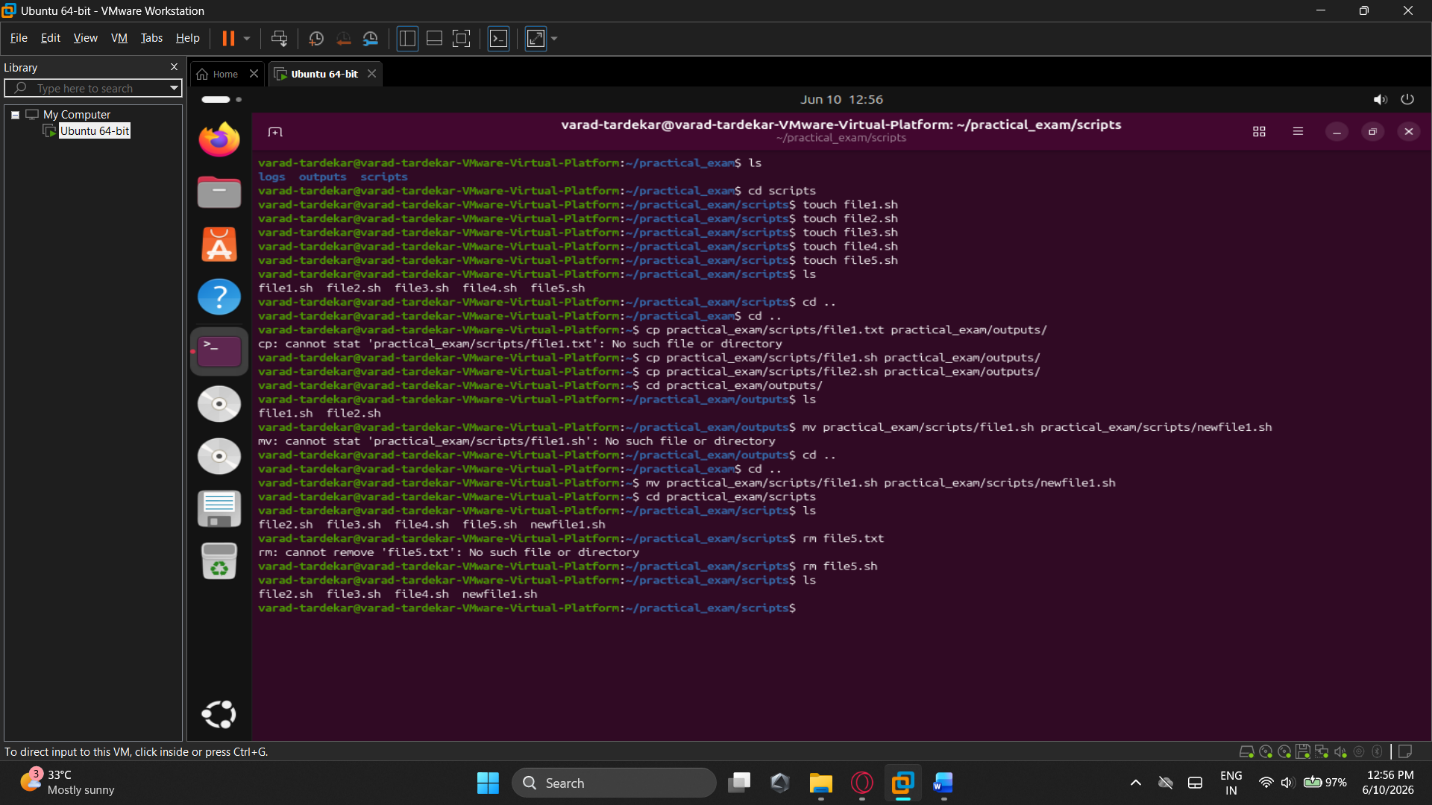 Ubuntu 64-bit - VMware Workstation
File Edit View VM Tabs Help
Library
Type here to search
My Computer
Ubuntu 64-bit
Home
Ubuntu 64-bit
Jun 10 12:56
varad-tardekar@varad-tardekar-VMware-Virtual-Platform: ~/practical_exam/scripts
~/practical_exam/scripts
varad-tardekar@varad-tardekar-VMware-Virtual-Platform:~/practical_exam$ ls
logs outputs scripts
varad-tardekar@varad-tardekar-VMware-Virtual-Platform:~/practical_exam$ cd scripts
varad-tardekar@varad-tardekar-VMware-Virtual-Platform:~/practical_exam/scripts$ touch file1.sh
varad-tardekar@varad-tardekar-VMware-Virtual-Platform:~/practical_exam/scripts$ touch file2.sh
varad-tardekar@varad-tardekar-VMware-Virtual-Platform:~/practical_exam/scripts$ touch file3.sh
varad-tardekar@varad-tardekar-VMware-Virtual-Platform:~/practical_exam/scripts$ touch file4.sh
varad-tardekar@varad-tardekar-VMware-Virtual-Platform:~/practical_exam/scripts$ touch file5.sh
varad-tardekar@varad-tardekar-VMware-Virtual-Platform:~/practical_exam/scripts$ ls
file1.sh file2.sh file3.sh file4.sh file5.sh
varad-tardekar@varad-tardekar-VMware-Virtual-Platform:~/practical_exam/scripts$ cd ..
varad-tardekar@varad-tardekar-VMware-Virtual-Platform:~/practical_exam$ cd ..
varad-tardekar@varad-tardekar-VMware-Virtual-Platform:~$ cp practical_exam/scripts/file1.txt practical_exam/outputs/
cp: cannot stat 'practical_exam/scripts/file1.txt': No such file or directory
varad-tardekar@varad-tardekar-VMware-Virtual-Platform:~$ cp practical_exam/scripts/file1.sh practical_exam/outputs/
varad-tardekar@varad-tardekar-VMware-Virtual-Platform:~$ cp practical_exam/scripts/file2.sh practical_exam/outputs/
varad-tardekar@varad-tardekar-VMware-Virtual-Platform:~$ cd practical_exam/outputs/
varad-tardekar@varad-tardekar-VMware-Virtual-Platform:~/practical_exam/outputs$ ls
file1.sh file2.sh
varad-tardekar@varad-tardekar-VMware-Virtual-Platform:~/practical_exam/outputs$ mv practical_exam/scripts/file1.sh practical_exam/scripts/newfile1.sh
mv: cannot stat 'practical_exam/scripts/file1.sh': No such file or directory
varad-tardekar@varad-tardekar-VMware-Virtual-Platform:~/practical_exam/outputs$ cd ..
varad-tardekar@varad-tardekar-VMware-Virtual-Platform:~/practical_exam$ cd ..
varad-tardekar@varad-tardekar-VMware-Virtual-Platform:~$ mv practical_exam/scripts/file1.sh practical_exam/scripts/newfile1.sh
varad-tardekar@varad-tardekar-VMware-Virtual-Platform:~$ cd practical_exam/scripts
varad-tardekar@varad-tardekar-VMware-Virtual-Platform:~/practical_exam/scripts$ ls
file2.sh file3.sh file4.sh file5.sh newfile1.sh
varad-tardekar@varad-tardekar-VMware-Virtual-Platform:~/practical_exam/scripts$ rm file5.txt
rm: cannot remove 'file5.txt': No such file or directory
varad-tardekar@varad-tardekar-VMware-Virtual-Platform:~/practical_exam/scripts$ rm file5.sh
varad-tardekar@varad-tardekar-VMware-Virtual-Platform:~/practical_exam/scripts$ ls
file2.sh file3.sh file4.sh newfile1.sh
varad-tardekar@varad-tardekar-VMware-Virtual-Platform:~/practical_exam/scripts$
To direct input to this VM, click inside or press Ctrl+G.
3
33°C
Mostly sunny
Search
ENG
IN
97%
12:56 PM
6/10/2026